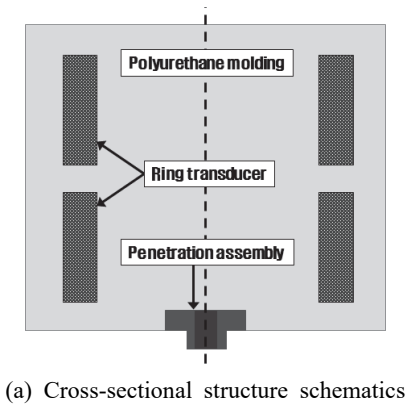 Polyurethane molding
Ring transducer
Penetration assembly
(a) Cross-sectional structure schematics